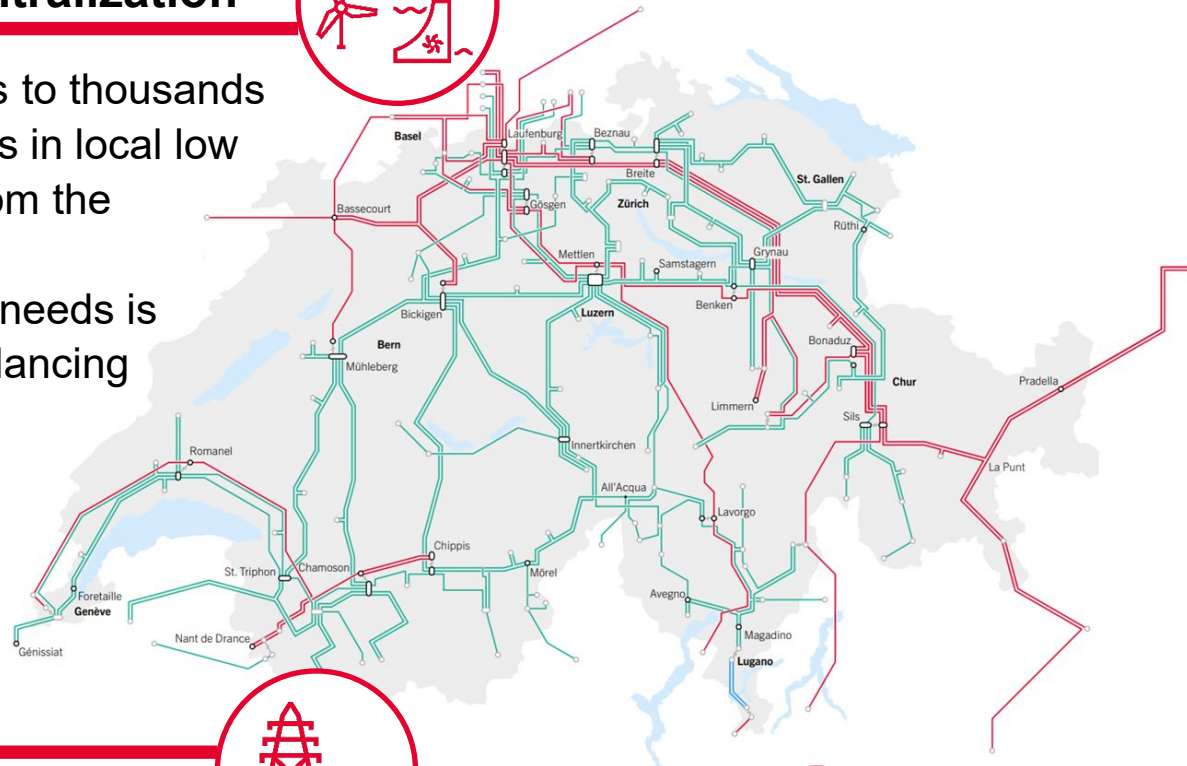 ntralization
s to thousands
s in local low
om the
needs is
lancing
Basel
Laufenburg
Beznau
Breite
St. Gallen
Bassecourt
Gösgen
Zürich
Rüthi
Mettlen
Samstagern
Grynau
Benken
Bickigen
Luzern
Bern
Mühleberg
Bonaduz
Chur
Pradella
Limmern
Sils
Romanel
Innertkirchen
La Punt
All'Acqua
Lavorgo
Chippis
St. Triphon
Chamoson
Mörel
Foretaille
Genève
Avegno
Nant de Drance
Magadino
Génissiat
Lugano